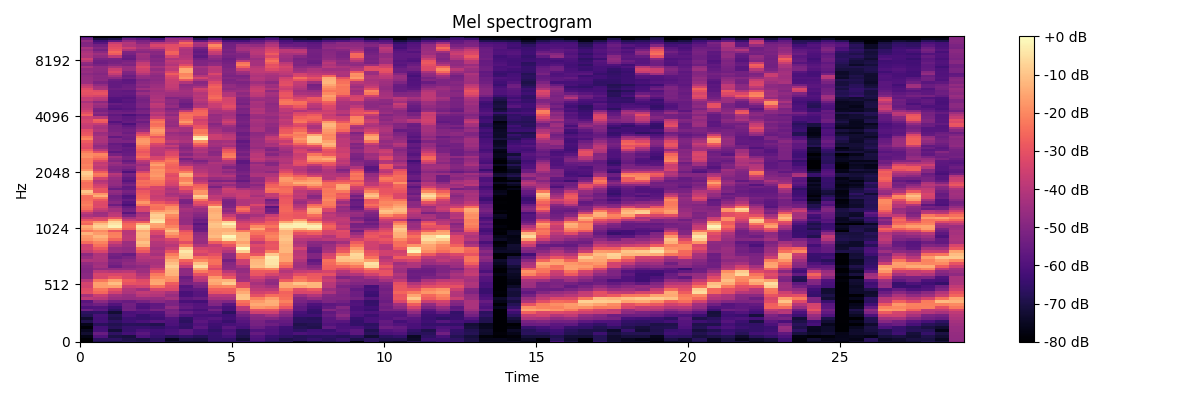 Mel spectrogram
Hz
8192
4096
2048
1024
512
0
0 5 10 15 20 25
Time
+0 dB
-10 dB
-20 dB
-30 dB
-40 dB
-50 dB
-60 dB
-70 dB
-80 dB